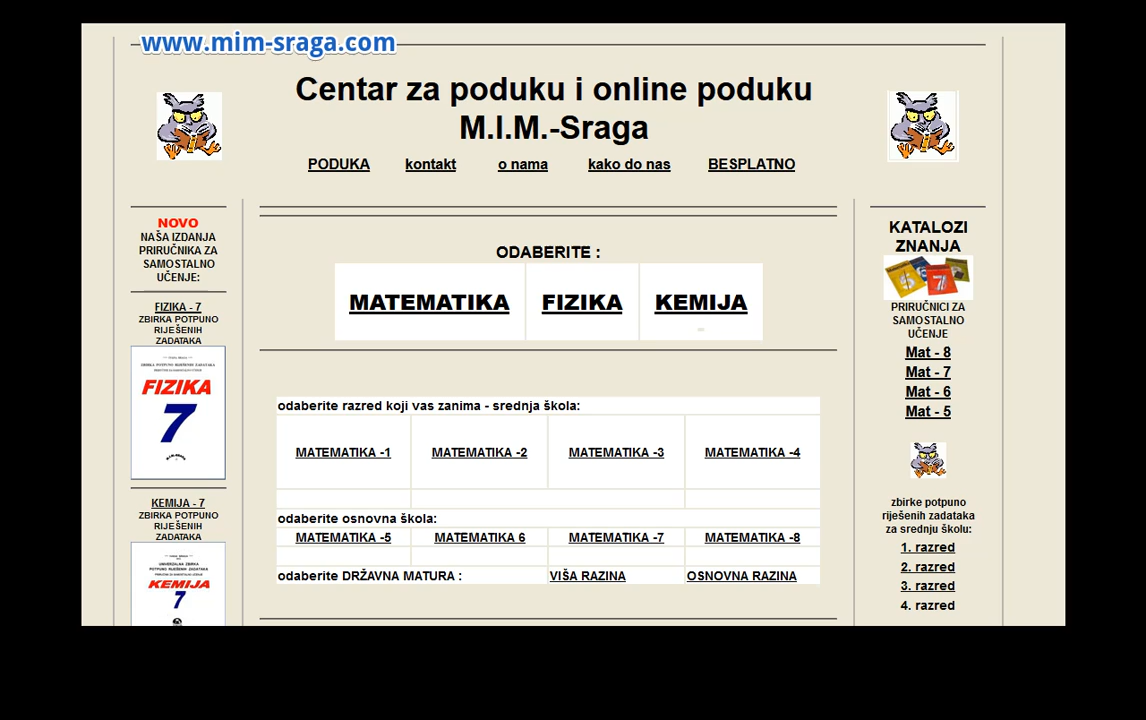 www.mim-sraga.com
Centar za poduku i online poduku
M.I.M.-Sraga
PODUKA kontakt o nama kako do nas BESPLATNO
NOVO
NAŠA IZDANJA
PRIRUČNIKA ZA
SAMOSTALNO
UČENJE:
FIZIKA - 7
ZBIRKA POTPUNO
RIJEŠENIH
ZADATAKA
FIZIKA
7
KEMIJA - 7
ZBIRKA POTPUNO
RIJEŠENIH
ZADATAKA
KEMIJA
7
ODABERITE :
MATEMATIKA FIZIKA KEMIJA
odaberite razred koji vas zanima - srednja škola:
MATEMATIKA -1 MATEMATIKA -2 MATEMATIKA -3 MATEMATIKA -4
odaberite osnovna škola:
MATEMATIKA -5 MATEMATIKA 6 MATEMATIKA -7 MATEMATIKA -8
odaberite DRŽAVNA MATURA : VIŠA RAZINA OSNOVNA RAZINA
KATALOZI
ZNANJA
PRIRUČNICI ZA
SAMOSTALNO
UČENJE
Mat - 8
Mat - 7
Mat - 6
Mat - 5
zbirke potpuno
riješenih zadataka
za srednju školu:
1. razred
2. razred
3. razred
4. razred